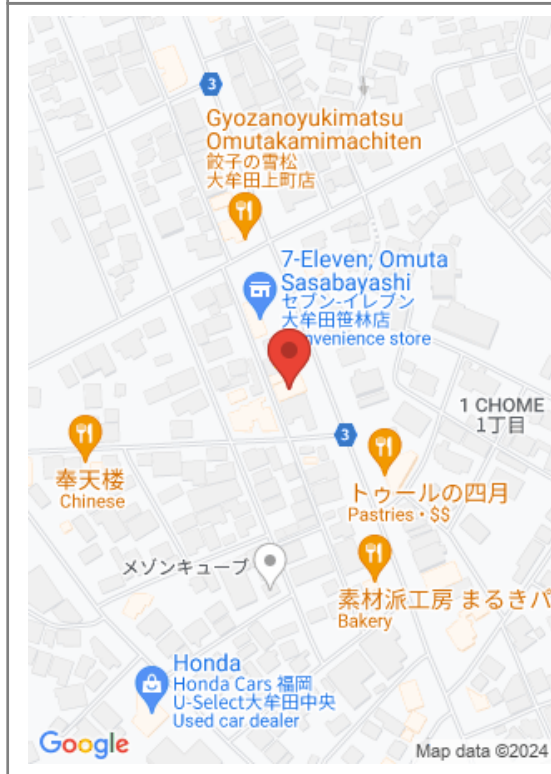 3
Gyozanoyukimatsu
Omutakamimachiten
餃子の雪松
大牟田上町店
7-Eleven; Omuta
Sasabayashi
セブン-イレブン
大牟田笹林店
nvenience store
1 CHOME
1丁目
3
奉天楼
Chinese
トゥールの四月
Pastries • $$
メゾンキューブ
素材派工房 まるきパ
Bakery
Honda
Honda Cars 福岡
U-Select大牟田中央
Used car dealer
Google
Map data ©2024